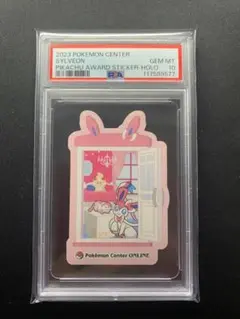 2023 POKEMON CENTER
SYLVEON GEM MT
PIKACHU AWARD STICKER-HOLO 10
PSA
Pokémon Center ONLINE